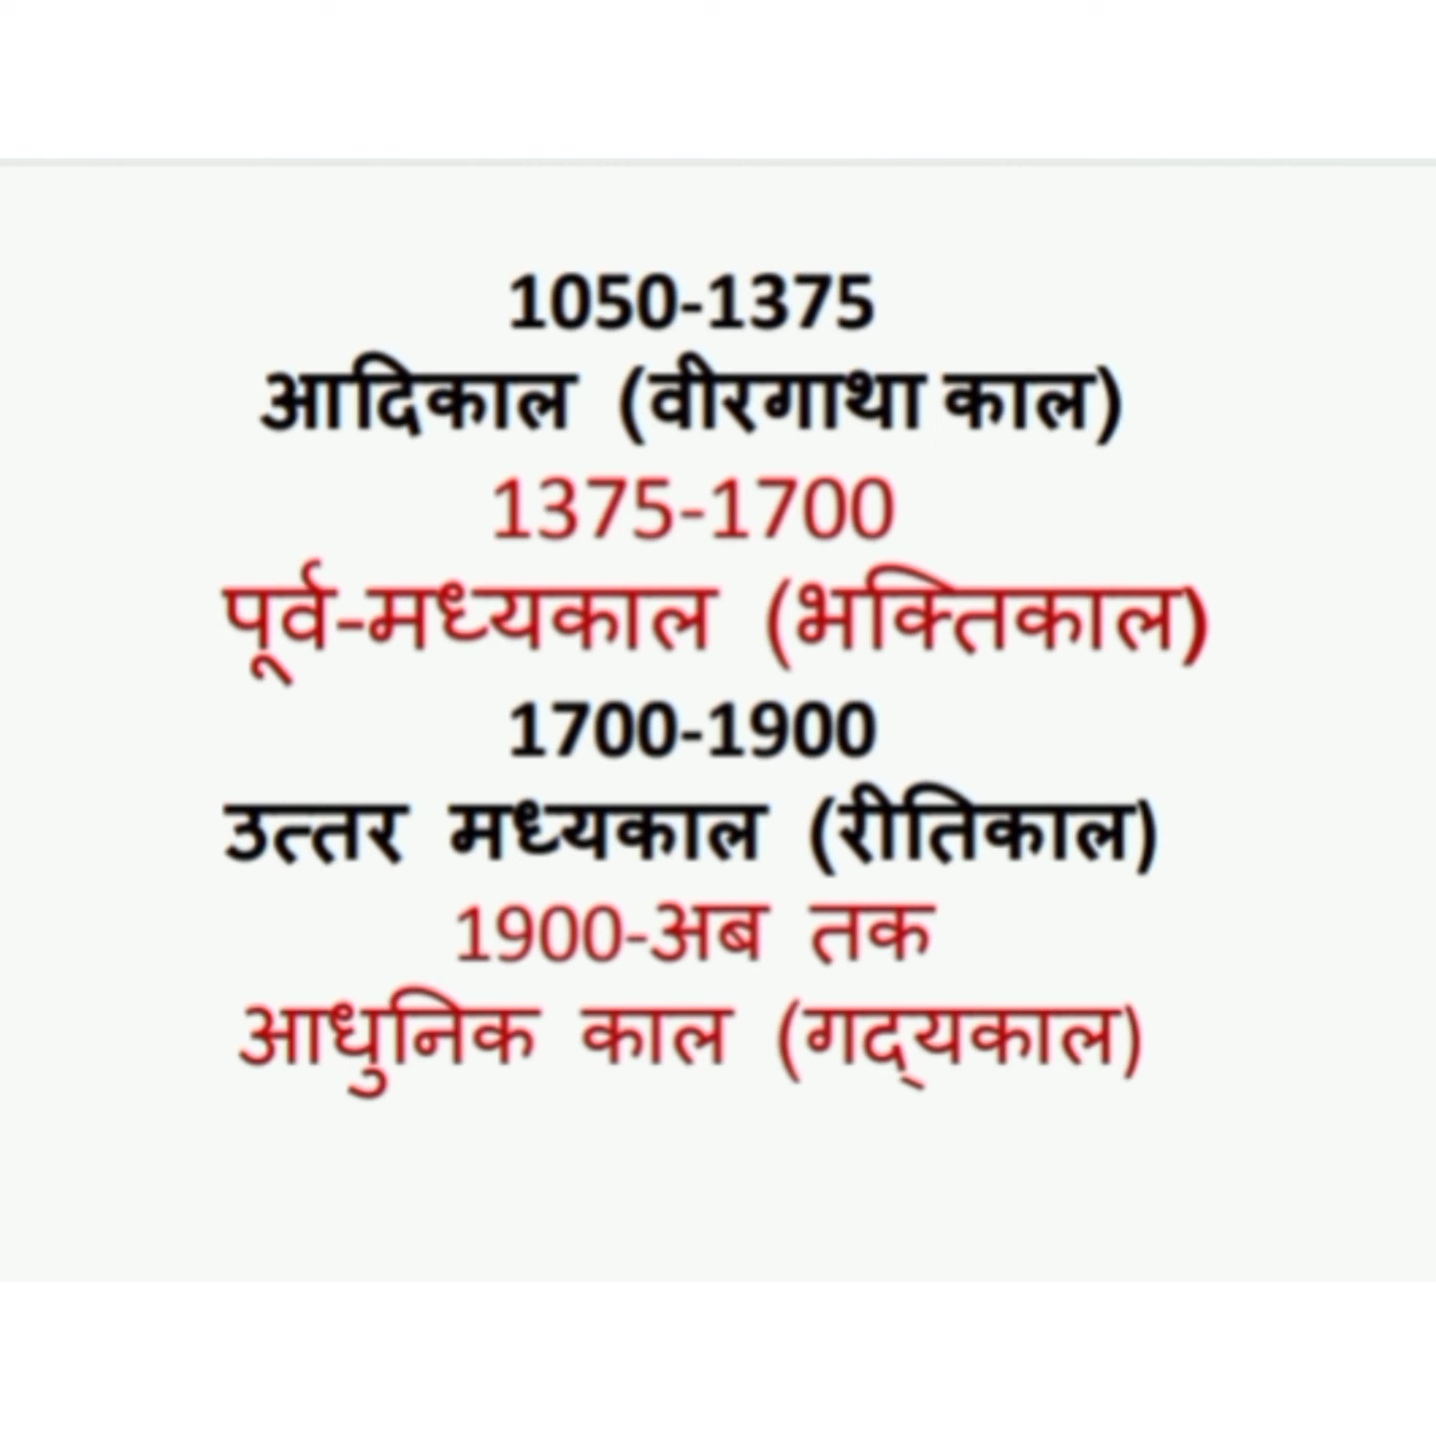 1050-1375
आदिकाल (वीरगाथा काल)
1375-1700
पूर्व-मध्यकाल (भक्तिकाल)
1700-1900
उत्तर मध्यकाल (रीतिकाल)
1900-अब तक
आधुनिक काल (गद्यकाल)